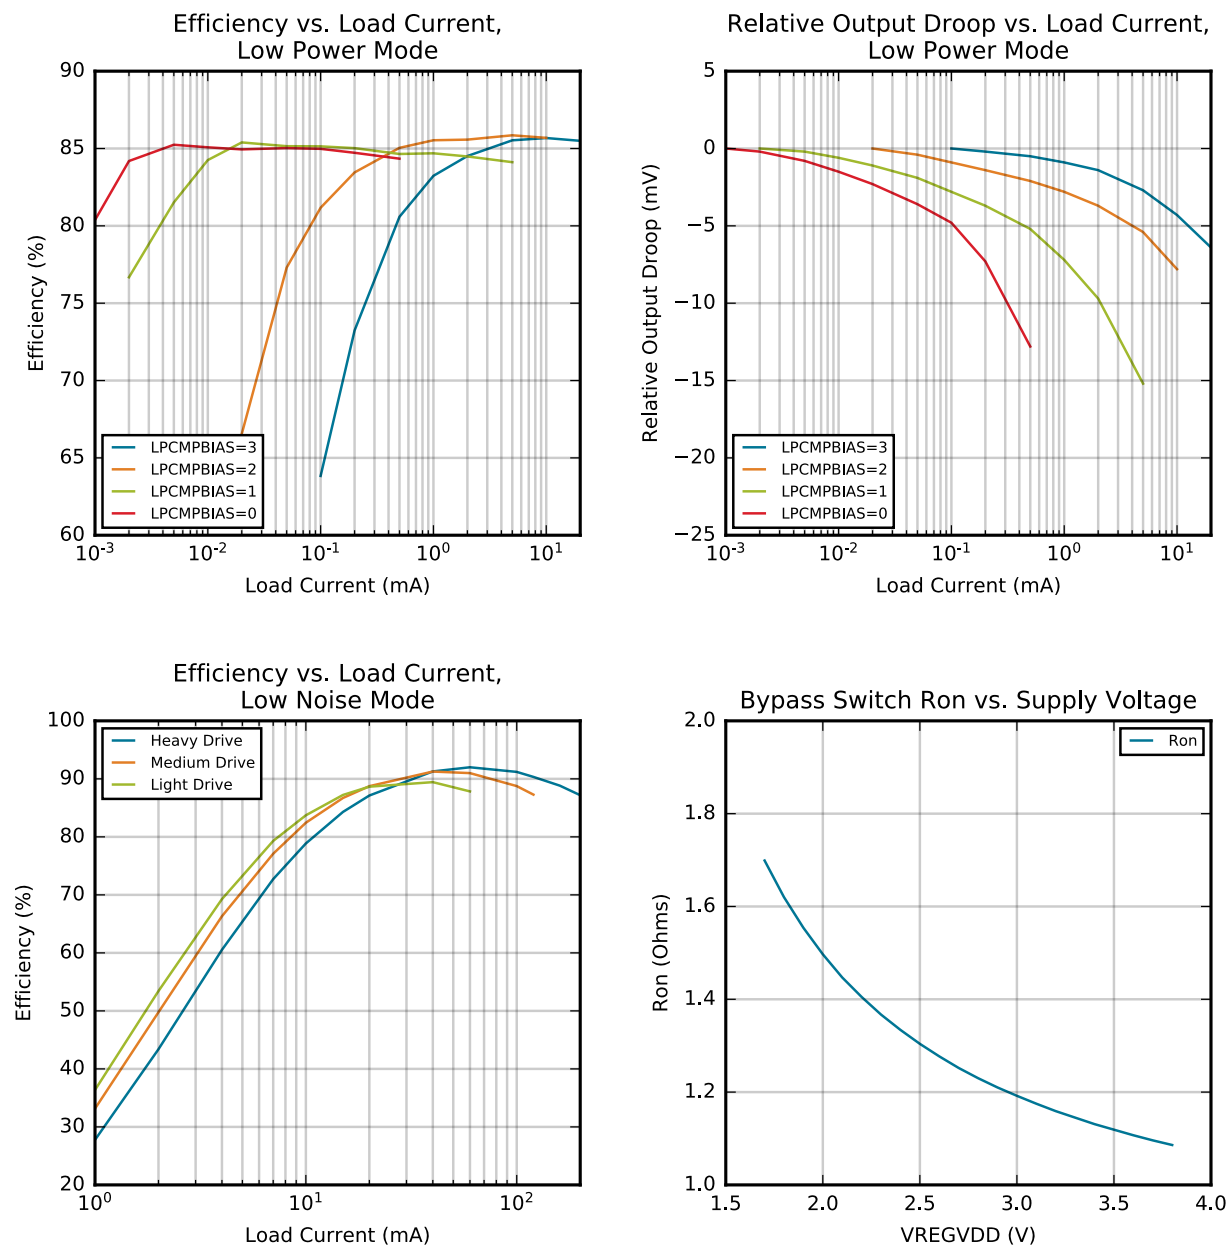 Efficiency vs. Load Current,
Low Power Mode
90
85
80
75
70
65
60
Efficiency (%)
LPCMPBIAS=3
LPCMPBIAS=2
LPCMPBIAS=1
LPCMPBIAS=0
10⁻³ 10⁻² 10⁻¹ 10⁰ 10¹
Load Current (mA)
Relative Output Droop vs. Load Current,
Low Power Mode
5
0
−5
−10
−15
−20
−25
Relative Output Droop (mV)
LPCMPBIAS=3
LPCMPBIAS=2
LPCMPBIAS=1
LPCMPBIAS=0
10⁻³ 10⁻² 10⁻¹ 10⁰ 10¹
Load Current (mA)
Efficiency vs. Load Current,
Low Noise Mode
100
90
80
70
60
50
40
30
20
Efficiency (%)
Heavy Drive
Medium Drive
Light Drive
10⁰ 10¹ 10²
Load Current (mA)
Bypass Switch Ron vs. Supply Voltage
2.0
1.8
1.6
1.4
1.2
1.0
Ron (Ohms)
Ron
1.5 2.0 2.5 3.0 3.5 4.0
VREGVDD (V)